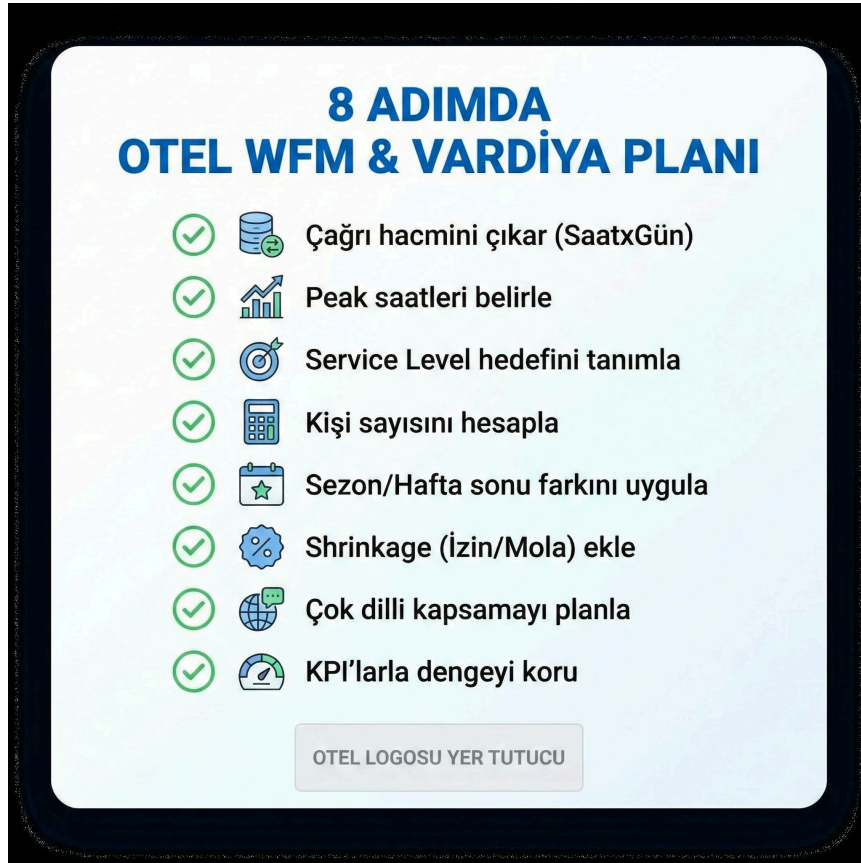 8 ADIMDA
OTEL WFM & VARDİYA PLANI
Çağrı hacmini çıkar (SaatxGün)
Peak saatleri belirle
Service Level hedefini tanımla
Kişi sayısını hesapla
Sezon/Hafta sonu farkını uygula
Shrinkage (İzin/Mola) ekle
Çok dilli kapsamayı planla
KPI’larla dengeyi koru
OTEL LOGOSU YER TUTUCU